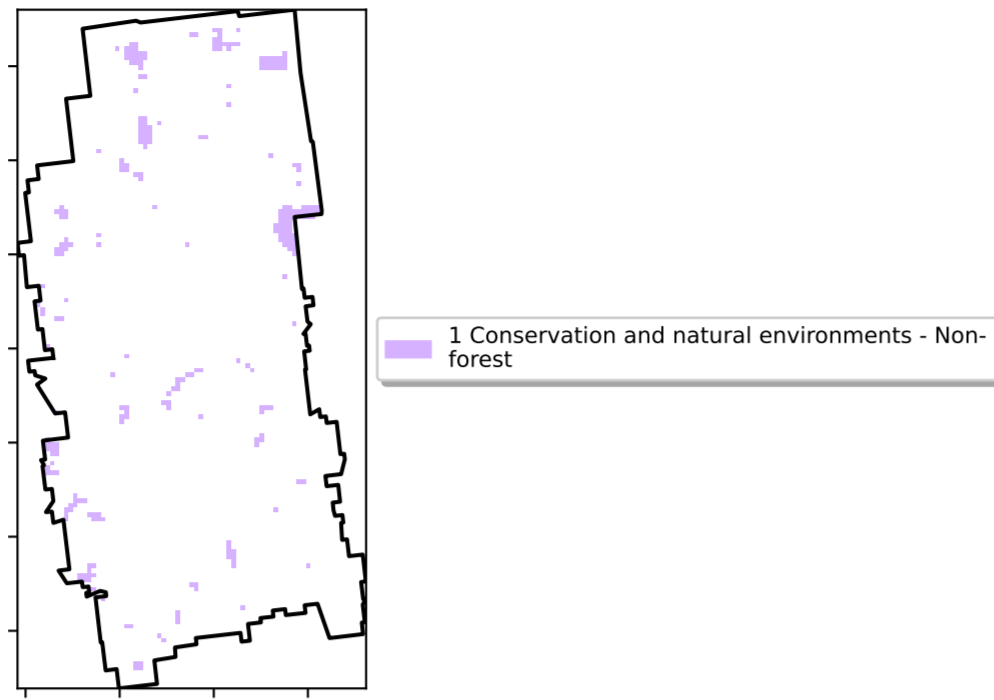 1 Conservation and natural environments - Non-
forest